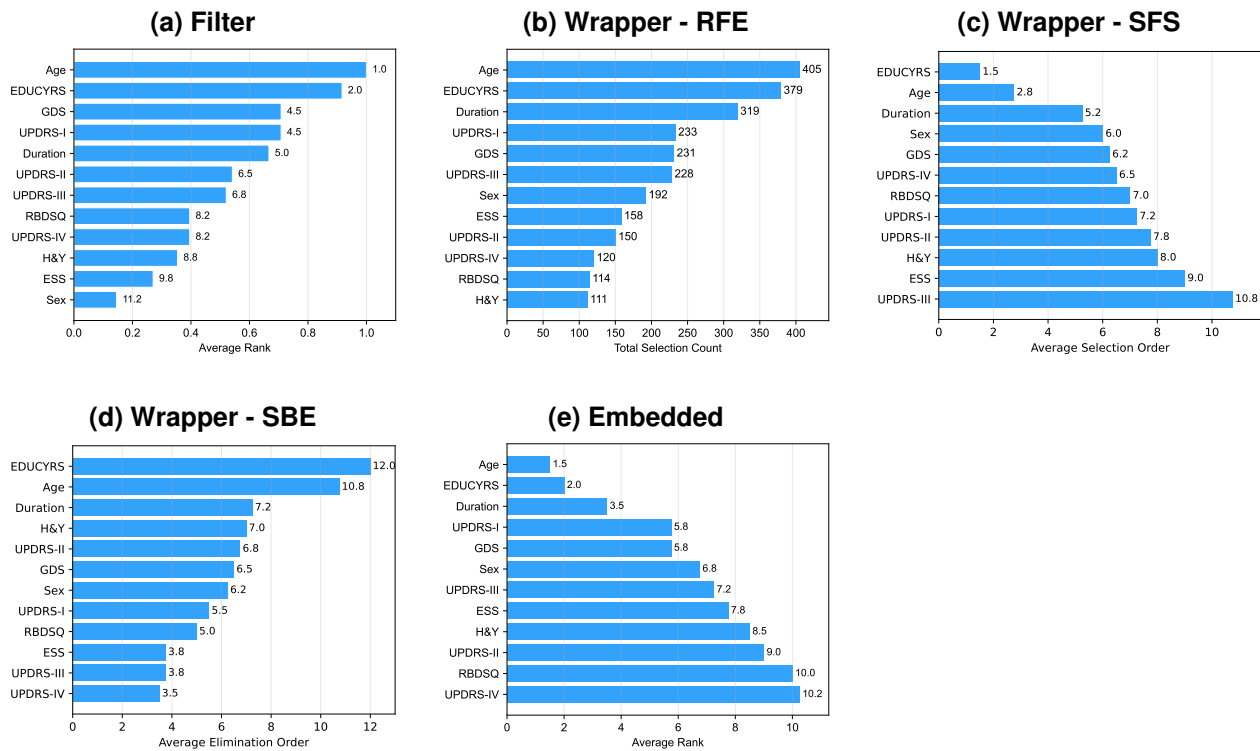 (a) Filter
Age 1.0
EDUCYRS 2.0
GDS 4.5
UPDRS-I 4.5
Duration 5.0
UPDRS-II 6.5
UPDRS-III 6.8
RBDSQ 8.2
UPDRS-IV 8.2
H&Y 8.8
ESS 9.8
Sex 11.2
0.0 0.2 0.4 0.6 0.8 1.0
Average Rank
(b) Wrapper - RFE
Age 405
EDUCYRS 379
Duration 319
UPDRS-I 233
GDS 231
UPDRS-III 228
Sex 192
ESS 158
UPDRS-II 150
UPDRS-IV 120
RBDSQ 114
H&Y 111
0 50 100 150 200 250 300 350 400
Total Selection Count
(c) Wrapper - SFS
EDUCYRS 1.5
Age 2.8
Duration 5.2
Sex 6.0
GDS 6.2
UPDRS-IV 6.5
RBDSQ 7.0
UPDRS-I 7.2
UPDRS-II 7.8
H&Y 8.0
ESS 9.0
UPDRS-III 10.8
0 2 4 6 8 10
Average Selection Order
(d) Wrapper - SBE
EDUCYRS 12.0
Age 10.8
Duration 7.2
H&Y 7.0
UPDRS-II 6.8
GDS 6.5
Sex 6.2
UPDRS-I 5.5
RBDSQ 5.0
ESS 3.8
UPDRS-III 3.8
UPDRS-IV 3.5
0 2 4 6 8 10 12
Average Elimination Order
(e) Embedded
Age 1.5
EDUCYRS 2.0
Duration 3.5
UPDRS-I 5.8
GDS 5.8
Sex 6.8
UPDRS-III 7.2
ESS 7.8
H&Y 8.5
UPDRS-II 9.0
RBDSQ 10.0
UPDRS-IV 10.2
0 2 4 6 8 10
Average Rank